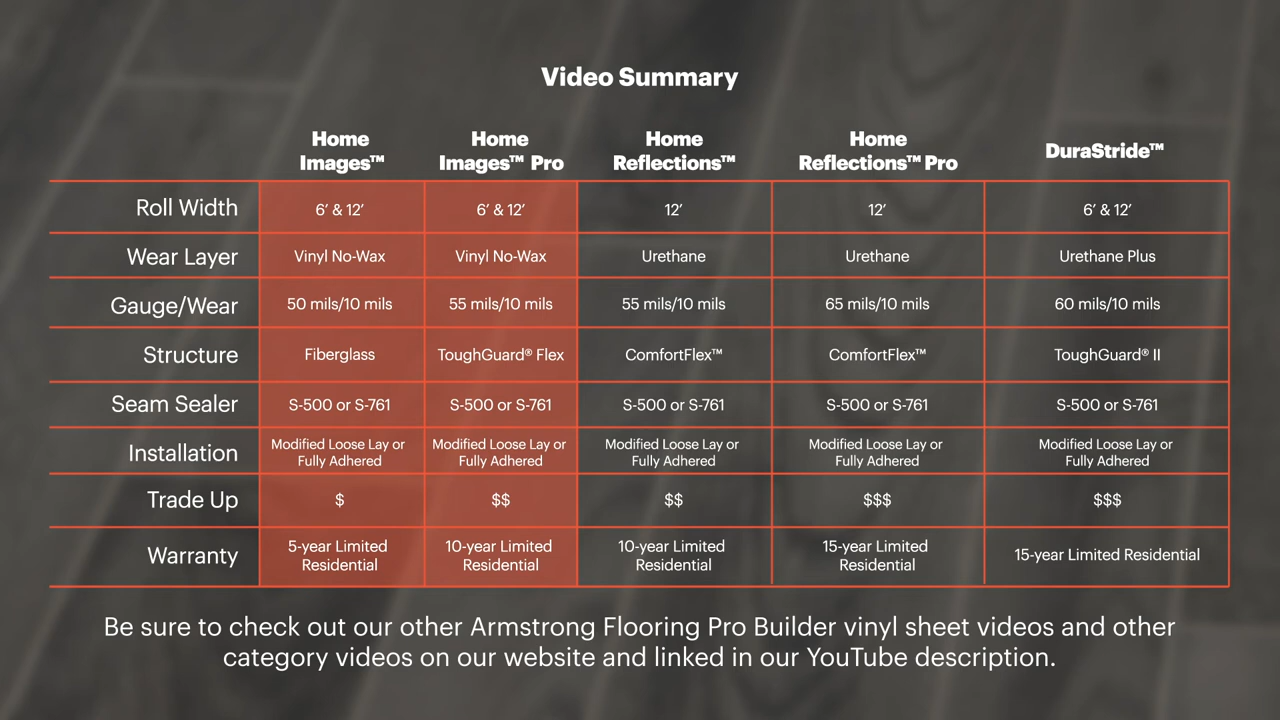 Video Summary
Home Images™ Home Images™ Pro Home Reflections™ Home Reflections™ Pro DuraStride™
Roll Width 6′ & 12′ 6′ & 12′ 12′ 12′ 6′ & 12′
Wear Layer Vinyl No-Wax Vinyl No-Wax Urethane Urethane Urethane Plus
Gauge/Wear 50 mils/10 mils 55 mils/10 mils 55 mils/10 mils 65 mils/10 mils 60 mils/10 mils
Structure Fiberglass ToughGuard® Flex ComfortFlex™ ComfortFlex™ ToughGuard® II
Seam Sealer S-500 or S-761 S-500 or S-761 S-500 or S-761 S-500 or S-761 S-500 or S-761
Installation Modified Loose Lay or Fully Adhered Modified Loose Lay or Fully Adhered Modified Loose Lay or Fully Adhered Modified Loose Lay or Fully Adhered Modified Loose Lay or Fully Adhered
Trade Up $ $$ $$ $$$ $$$
Warranty 5-year Limited Residential 10-year Limited Residential 10-year Limited Residential 15-year Limited Residential 15-year Limited Residential
Be sure to check out our other Armstrong Flooring Pro Builder vinyl sheet videos and other
category videos on our website and linked in our YouTube description.